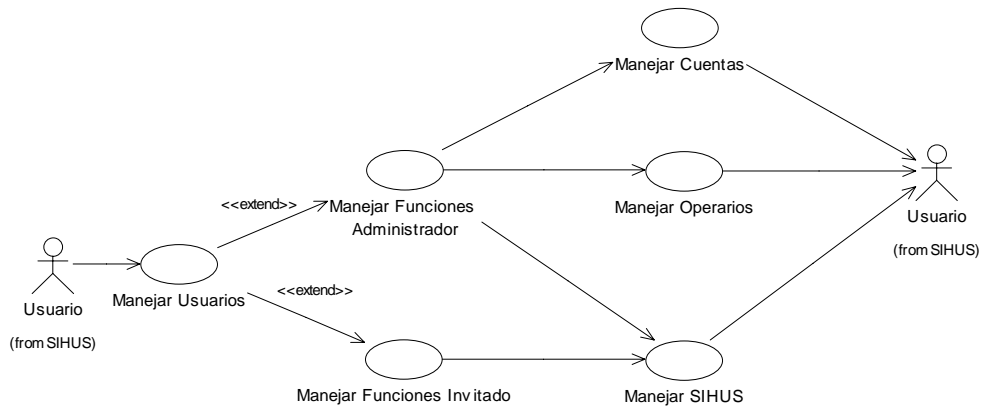 Manejar Cuentas
<<extend>>
Manejar Funciones
Administrador
Manejar Operarios
Usuario
(from SIHUS)
Manejar Usuarios
<<extend>>
Usuario
(from SIHUS)
Manejar Funciones Invitado
Manejar SIHUS